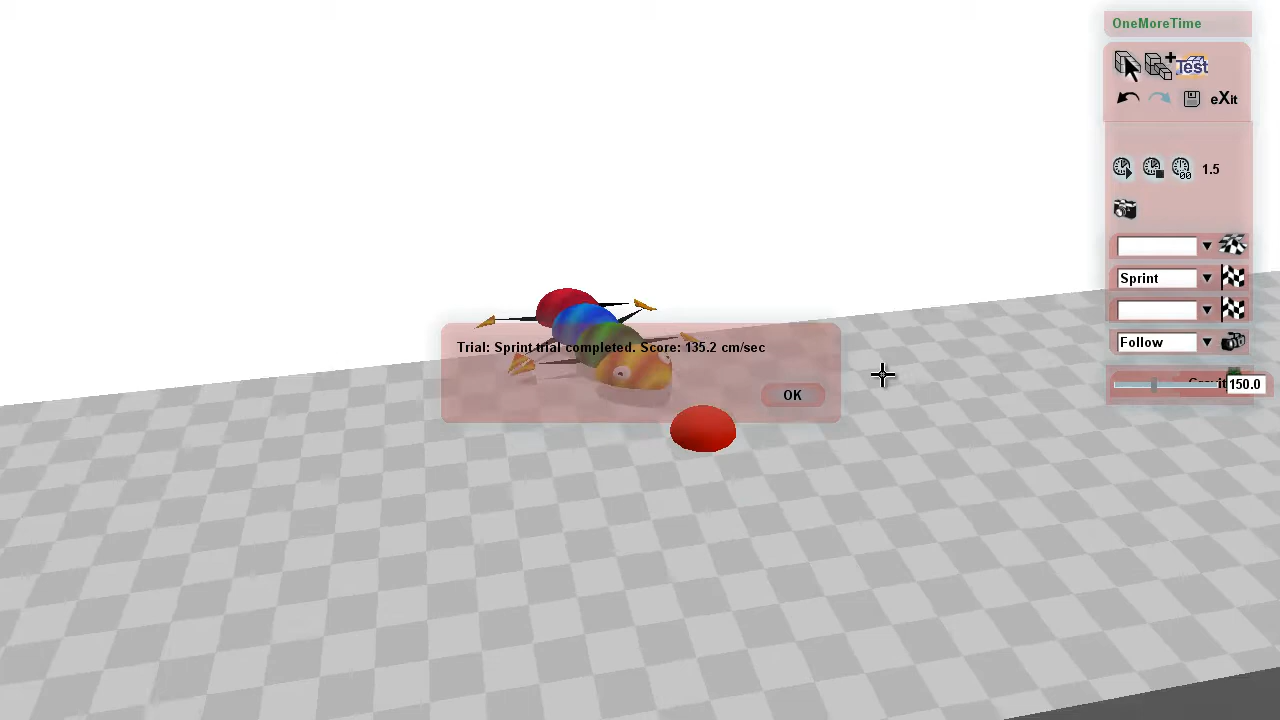 OneMoreTime
Test
eXit
00
1.5
Sprint
Trial: Sprint trial completed. Score: 135.2 cm/sec
Follow
150.0
OK